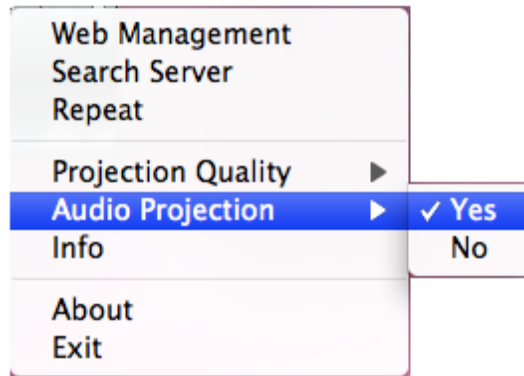 Web Management
Search Server
Repeat
Projection Quality
Audio Projection
Yes
No
Info
About
Exit